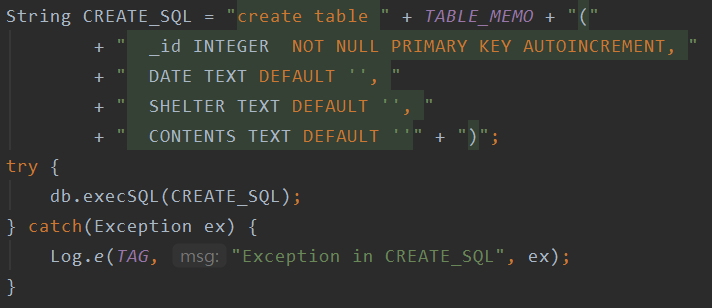 String CREATE_SQL = "create table " + TABLE_MEMO + "("
+ "  _id INTEGER  NOT NULL PRIMARY KEY AUTOINCREMENT, "
+ "  DATE TEXT DEFAULT '', "
+ "  SHELTER TEXT DEFAULT '', "
+ "  CONTENTS TEXT DEFAULT ''" + ")";
try {
db.execSQL(CREATE_SQL);
} catch(Exception ex) {
Log.e(TAG, msg: "Exception in CREATE_SQL", ex);
}